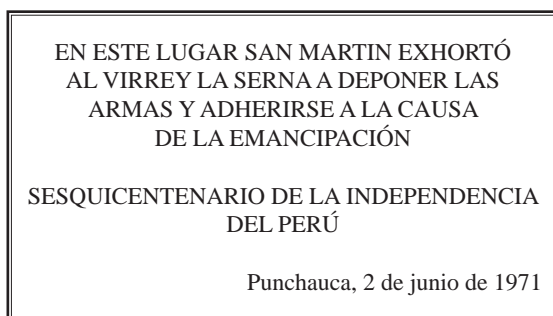 EN ESTE LUGAR SAN MARTIN EXHORTÓ
AL VIRREY LA SERNA A DEPONER LAS
ARMAS Y ADHERIRSE A LA CAUSA
DE LA EMANCIPACIÓN
SESQUICENTENARIO DE LA INDEPENDENCIA
DEL PERÚ
Punchauca, 2 de junio de 1971